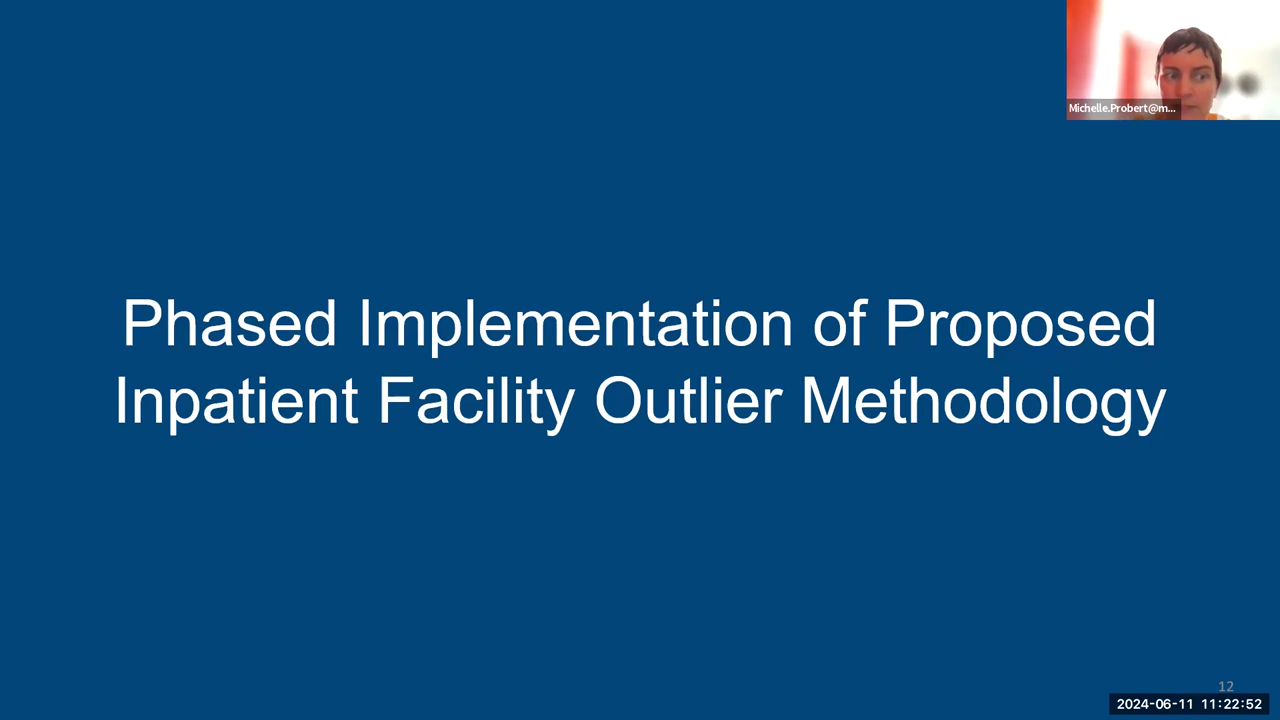 Michelle.Probert@m...
Phased Implementation of Proposed
Inpatient Facility Outlier Methodology
12
2024-06-11 11:22:52